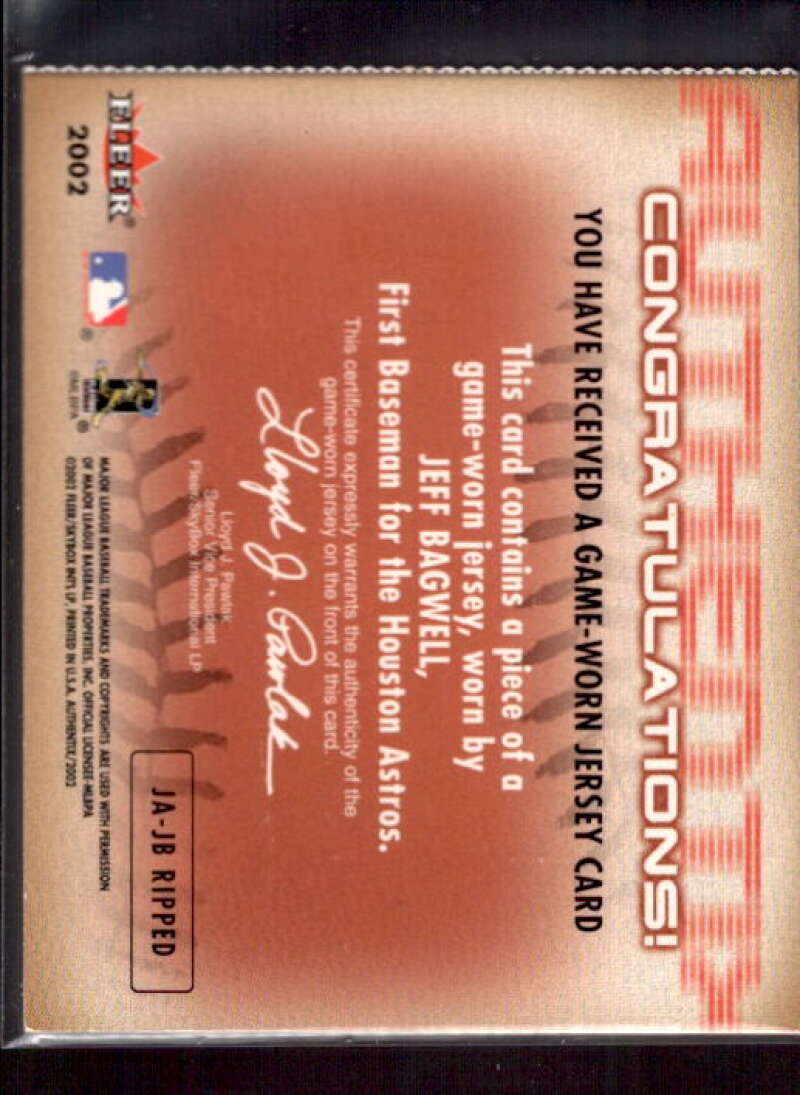 CONGRATULATIONS!
YOU HAVE RECEIVED A GAME-WORN JERSEY CARD
This card contains a piece of a
game-worn jersey, worn by
JEFF BAGWELL,
First Baseman for the Houston Astros.
This certificate expressly warrants the authenticity of the
game-worn jersey on the front of this card.
Lloyd J. Pawlak
Lloyd J. Pawlak
Senior Vice President
Fleer/SkyBox International LP
FLEER®
2002
®
©MLBPA
®
MAJOR LEAGUE BASEBALL TRADEMARKS AND COPYRIGHTS ARE USED WITH PERMISSION
OF MAJOR LEAGUE BASEBALL PROPERTIES, INC. OFFICIAL LICENSEE-MLBPA
©2002 FLEER/SKYBOX INT'L LP, PRINTED IN U.S.A. AUTHENTIX/2002
JA-JB RIPPED